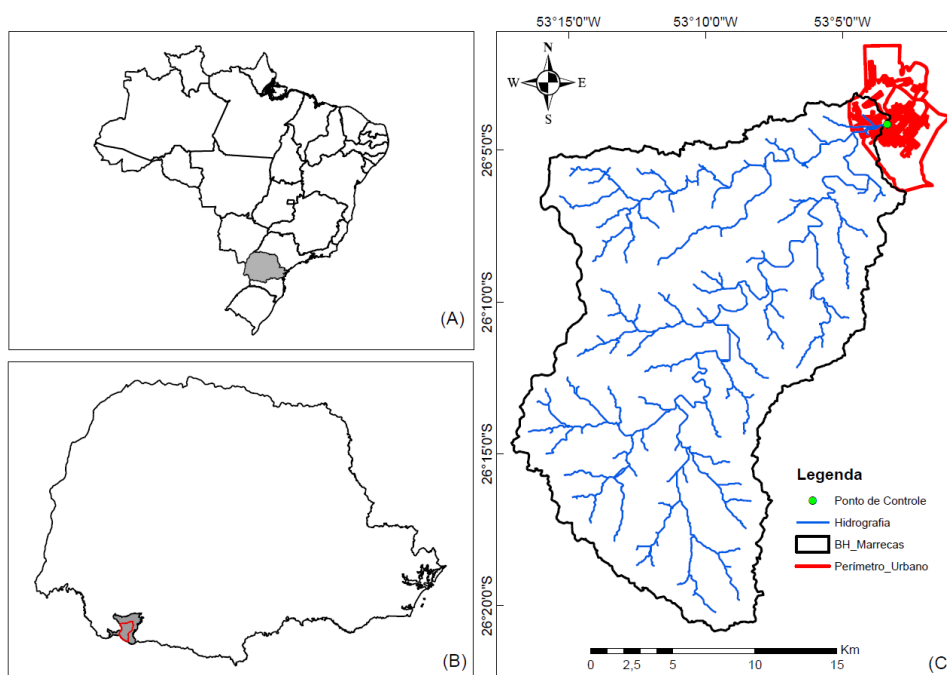 (A)
(B)
53°15'0"W 53°10'0"W 53°5'0"W
N
W E
S
26°5'0"S
26°10'0"S
26°15'0"S
26°20'0"S
Legenda
Ponto de Controle
Hidrografia
BH_Marrecas
Perímetro_Urbano
Km
0 2,5 5 10 15
(C